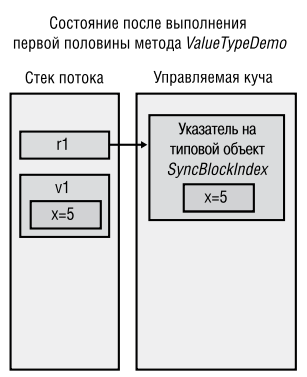 Состояние после выполнения
первой половины метода ValueTypeDemo
Стек потока
Управляемая куча
r1
v1
x=5
Указатель на
типовой объект
SyncBlockIndex
x=5